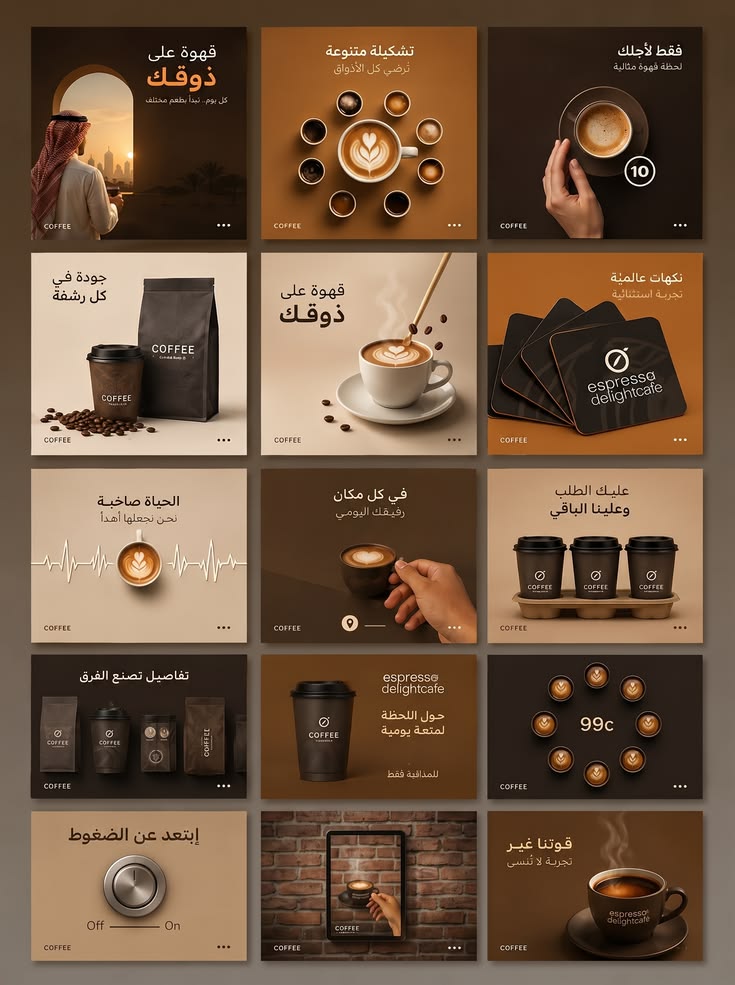 قهوة على
ذوقك
كل يوم.. تبدأ بطعم مختلف
COFFEE
تشكيلة متنوعة
تُرضي كل الأذواق
COFFEE
فقط لأجلك
لحظة قهوة مثالية
10
COFFEE
جودة في
كل رشفة
COFFEE
COFFEE
COFFEE
قهوة على
ذوقك
COFFEE
نكهات عالمية
تجربة استثنائية
espresso
delightcafe
COFFEE
الحياة صاخبة
نحن نجعلها أهدأ
COFFEE
في كل مكان
رفيقك اليومي
COFFEE
عليك الطلب
وعلينا الباقي
COFFEE
COFFEE
COFFEE
COFFEE
تفاصيل تصنع الفرق
COFFEE
COFFEE
COFFEE
COFFEE
espresso
delightcafe
حول اللحظة
لمتعة يومية
COFFEE
99c
COFFEE
إبتعد عن الضغوط
Off
On
COFFEE
COFFEE
COFFEE
قوتنا غير
تجربة لا تُنسى
espresso
delightcafe
COFFEE